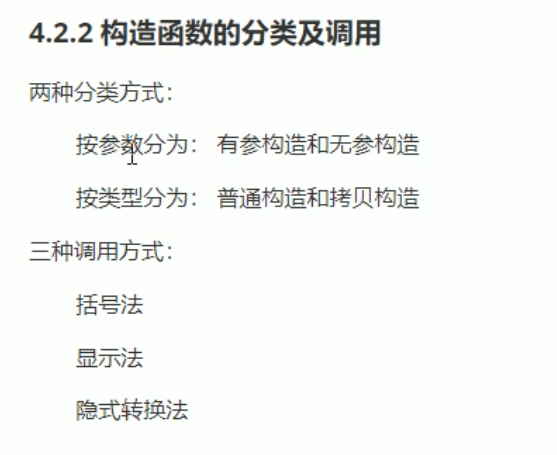 4.2.2 构造函数的分类及调用
两种分类方式：
按参数分为： 有参构造和无参构造
按类型分为： 普通构造和拷贝构造
三种调用方式：
括号法
显示法
隐式转换法